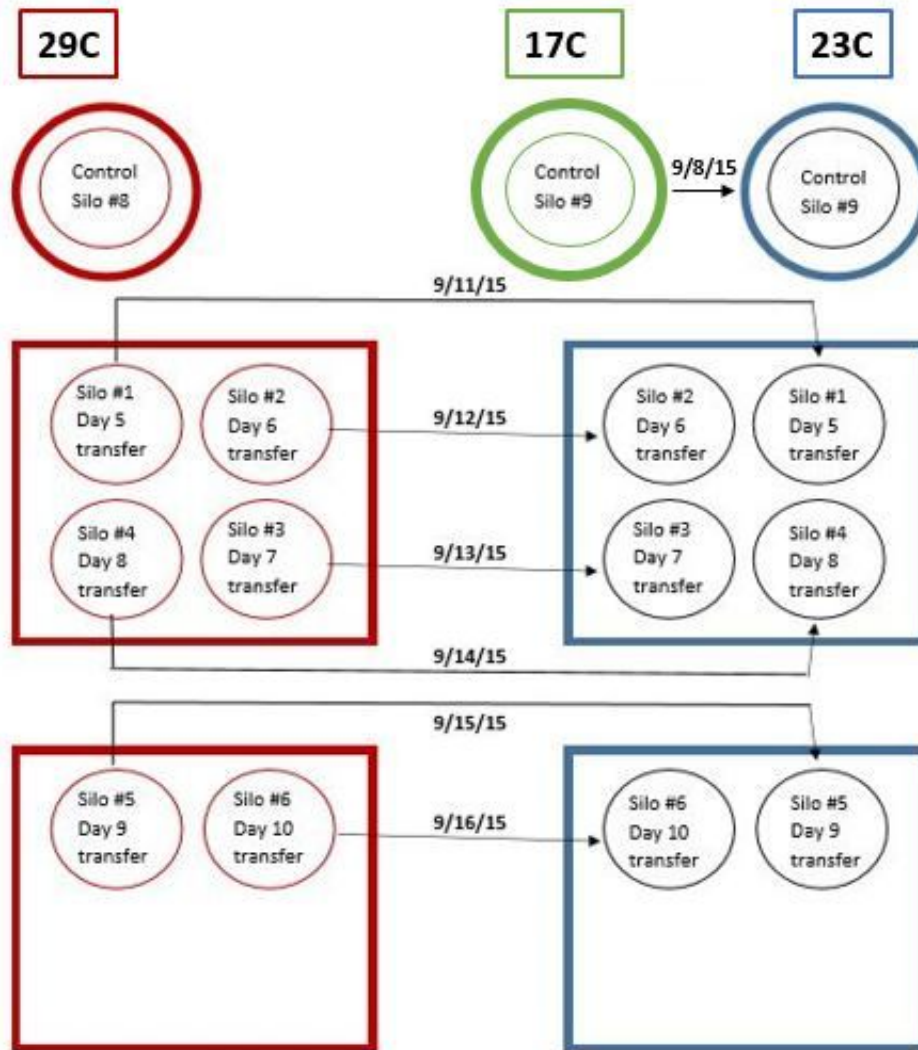 29C
17C
23C
Control
Silo #8
Control
Silo #9
9/8/15
Control
Silo #9
9/11/15
Silo #1
Day 5
transfer
Silo #2
Day 6
transfer
9/12/15
Silo #2
Day 6
transfer
Silo #1
Day 5
transfer
Silo #4
Day 8
transfer
Silo #3
Day 7
transfer
9/13/15
Silo #3
Day 7
transfer
Silo #4
Day 8
transfer
9/14/15
9/15/15
Silo #5
Day 9
transfer
Silo #6
Day 10
transfer
9/16/15
Silo #6
Day 10
transfer
Silo #5
Day 9
transfer